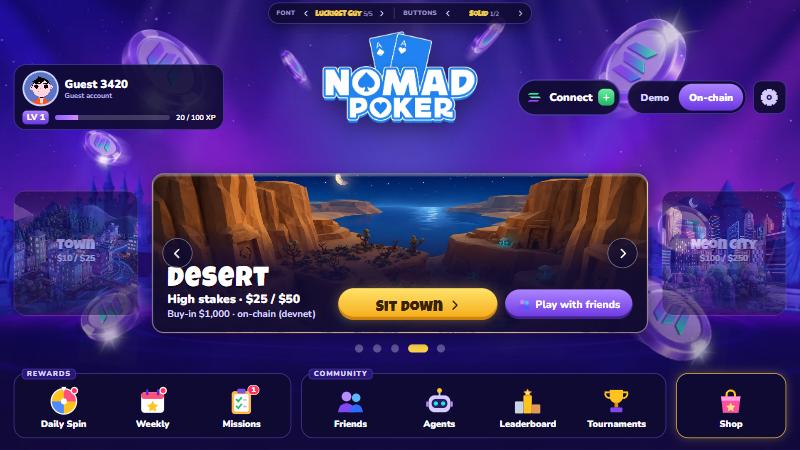 FONT < LUCKIEST GUY 5/5 > BUTTONS < SOLID 1/2 >
A A
NOMAD
POKER
Guest 3420
Guest account
LV 1
20 / 100 XP
Connect +
Demo
On-chain
TOWN
$10 / $25
DESERT
High stakes · $25 / $50
Buy-in $1,000 · on-chain (devnet)
SIT DOWN >
Play with friends
NEON CITY
$100 / $250
REWARDS
Daily Spin
Weekly
1
Missions
COMMUNITY
Friends
Agents
Leaderboard
Tournaments
Shop